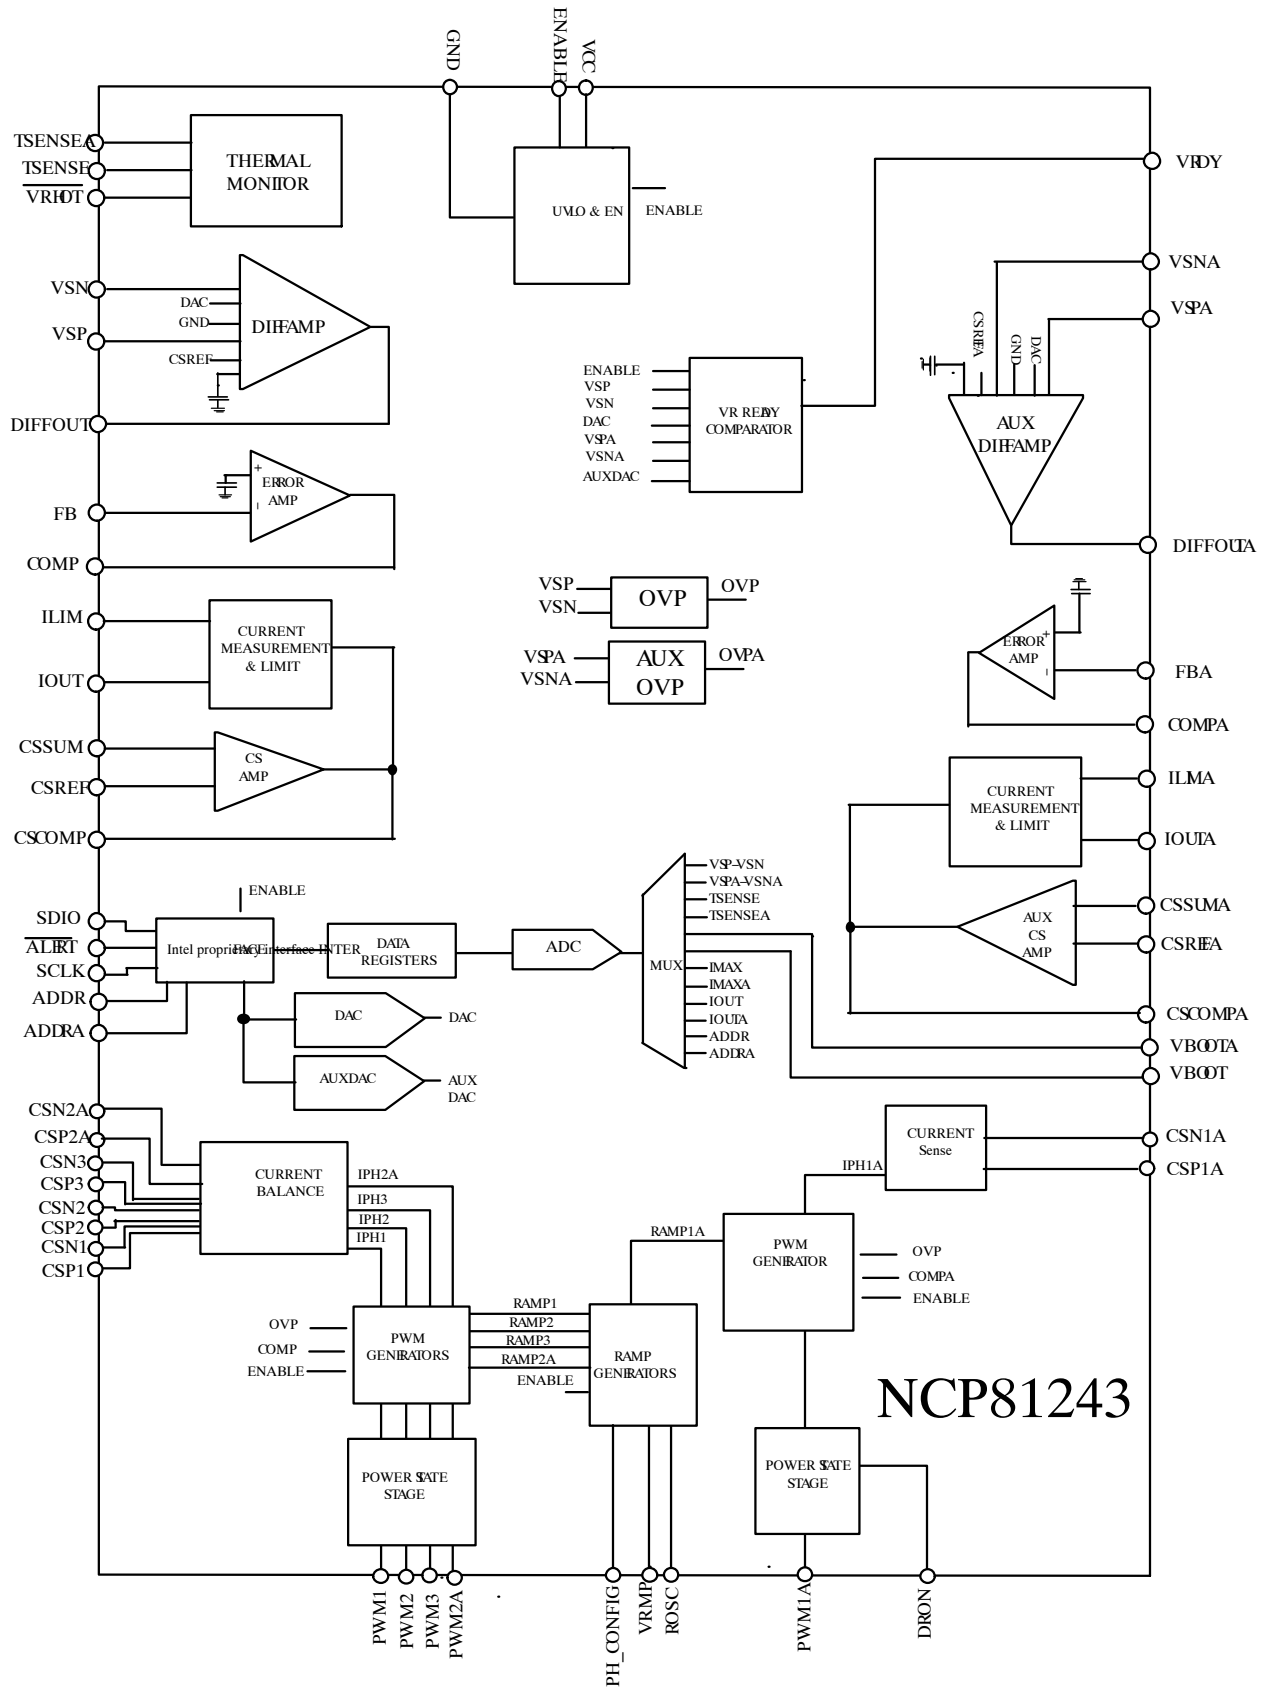 GND
ENABLE
VCC
TSENSEA
TSENSE
VRHOT
THERMAL
MONITOR
UVLO & EN
ENABLE
VRDY
VSN
DAC
GND
VSP
CSREF
DIFFAMP
DIFFOUT
VSNA
VSPA
CSREFA
GND
DAC
AUX
DIFFAMP
DIFFOUTA
ENABLE
VSP
VSN
DAC
VSPA
VSNA
AUXDAC
VR READY
COMPARATOR
+
ERROR
AMP
–
FB
COMP
VSP
VSN
OVP
OVP
VSPA
VSNA
AUX
OVP
OVPA
+
ERROR
AMP
–
FBA
COMPA
ILIM
IOUT
CURRENT
MEASUREMENT
& LIMIT
CSSUM
CSREF
CS
AMP
CSCOMP
ILIMA
IOUTA
CURRENT
MEASUREMENT
& LIMIT
CSSUMA
CSREFA
AUX
CS
AMP
CSCOMPA
VBOOTA
VBOOT
ENABLE
SDIO
ALERT
SCLK
ADDR
ADDRA
Intel proprietary interface INTERFACE
DATA
REGISTERS
ADC
MUX
VSP–VSN
VSPA–VSNA
TSENSE
TSENSEA
IMAX
IMAXA
IOUT
IOUTA
ADDR
ADDRA
DAC
DAC
AUXDAC
AUX
DAC
CSN2A
CSP2A
CSN3
CSP3
CSN2
CSP2
CSN1
CSP1
CURRENT
BALANCE
IPH2A
IPH3
IPH2
IPH1
CURRENT
Sense
CSN1A
CSP1A
IPH1A
RAMP1A
PWM
GENERATOR
OVP
COMPA
ENABLE
OVP
COMP
ENABLE
PWM
GENERATORS
RAMP1
RAMP2
RAMP3
RAMP2A
ENABLE
RAMP
GENERATORS
NCP81243
POWER STATE
STAGE
POWER STATE
STAGE
PWM1
PWM2
PWM3
PWM2A
PH_CONFIG
VRMP
ROSC
PWM1A
DRON